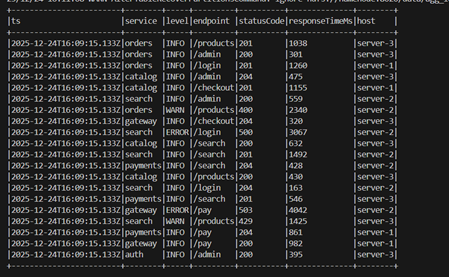 +------------------------+--------+-----+---------+----------+--------------+--------+
|ts                      |service |level|endpoint |statusCode|responseTimeMs|host    |
+------------------------+--------+-----+---------+----------+--------------+--------+
|2025-12-24T16:09:15.133Z|orders  |INFO |/products|201       |1038          |server-3|
|2025-12-24T16:09:15.133Z|orders  |INFO |/admin   |200       |301           |server-3|
|2025-12-24T16:09:15.133Z|orders  |INFO |/login   |201       |1260          |server-1|
|2025-12-24T16:09:15.133Z|catalog |INFO |/admin   |204       |475           |server-3|
|2025-12-24T16:09:15.133Z|catalog |INFO |/checkout|201       |1155          |server-1|
|2025-12-24T16:09:15.133Z|search  |INFO |/admin   |200       |559           |server-2|
|2025-12-24T16:09:15.133Z|orders  |WARN |/products|400       |2340          |server-2|
|2025-12-24T16:09:15.133Z|gateway |INFO |/checkout|204       |320           |server-3|
|2025-12-24T16:09:15.133Z|search  |ERROR|/login   |500       |3067          |server-3|
|2025-12-24T16:09:15.133Z|catalog |INFO |/search  |200       |632           |server-3|
|2025-12-24T16:09:15.133Z|search  |INFO |/search  |201       |1492          |server-2|
|2025-12-24T16:09:15.133Z|payments|INFO |/search  |204       |428           |server-2|
|2025-12-24T16:09:15.133Z|catalog |INFO |/products|200       |430           |server-3|
|2025-12-24T16:09:15.133Z|search  |INFO |/login   |204       |163           |server-2|
|2025-12-24T16:09:15.133Z|payments|INFO |/search  |201       |546           |server-3|
|2025-12-24T16:09:15.133Z|gateway |ERROR|/pay     |503       |4042          |server-2|
|2025-12-24T16:09:15.133Z|search  |WARN |/products|429       |1425          |server-3|
|2025-12-24T16:09:15.133Z|payments|INFO |/pay     |204       |861           |server-1|
|2025-12-24T16:09:15.133Z|gateway |INFO |/pay     |200       |982           |server-1|
|2025-12-24T16:09:15.133Z|auth    |INFO |/admin   |200       |395           |server-3|
+------------------------+--------+-----+---------+----------+--------------+--------+